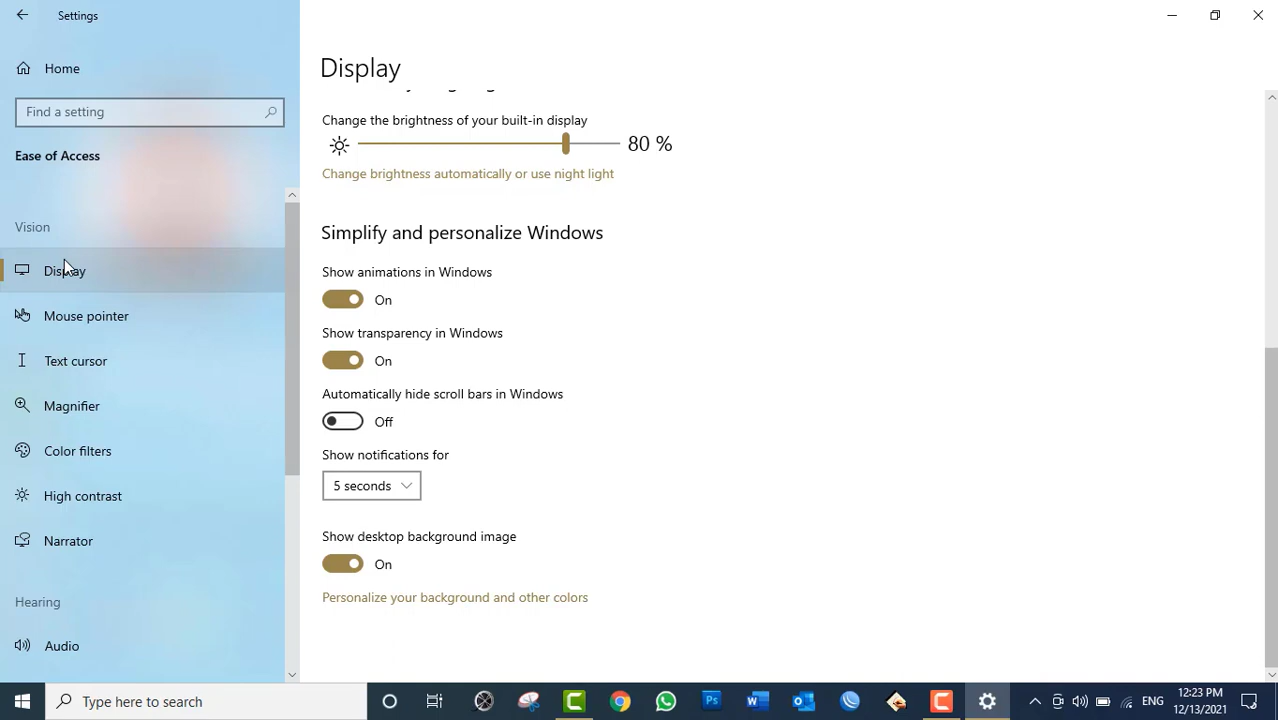 Settings
Home
Find a setting
Ease of Access
Vision
Display
Mouse pointer
Text cursor
Magnifier
Color filters
High contrast
Narrator
Hearing
Audio
Display
Change the brightness of your built-in display
80 %
Change brightness automatically or use night light
Simplify and personalize Windows
Show animations in Windows
On
Show transparency in Windows
On
Automatically hide scroll bars in Windows
Off
Show notifications for
5 seconds
Show desktop background image
On
Personalize your background and other colors
Type here to search
Ps
ENG
12:23 PM
12/13/2021